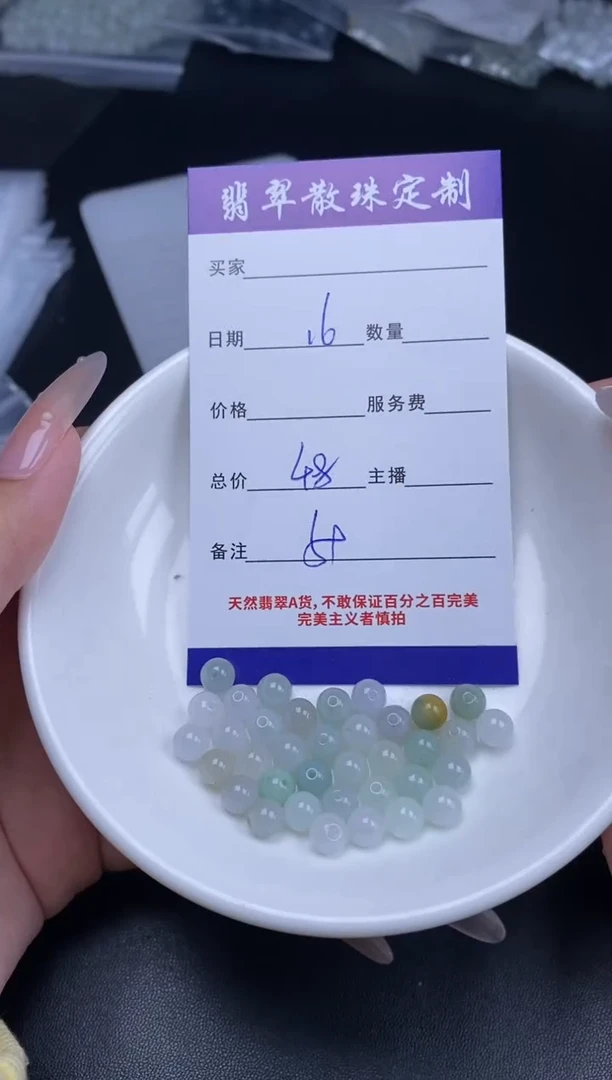 翡翠散珠定制
买家
日期 .16 数量
价格 服务费
总价 48 主播
备注
天然翡翠A货,不敢保证百分之百完美
完美主义者慎拍